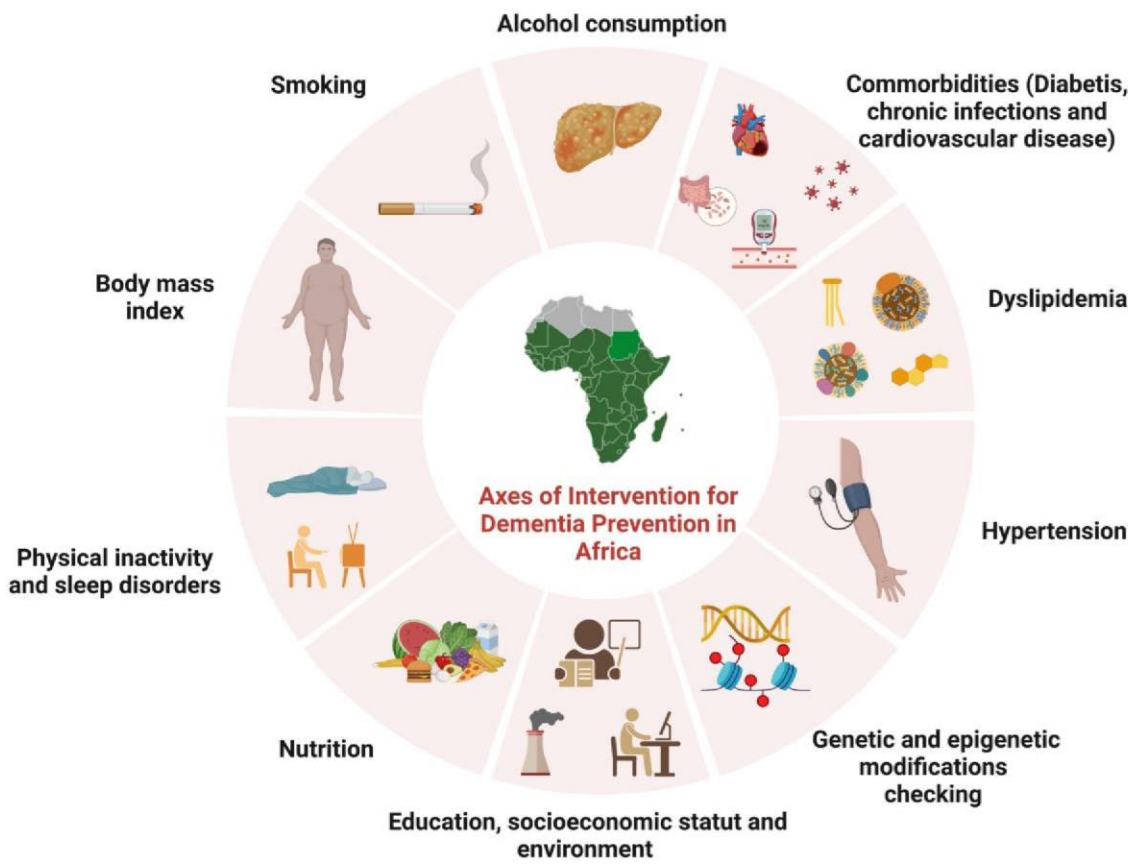 Alcohol consumption
Smoking
Commorbidities (Diabetis,
chronic infections and
cardiovascular disease)
Body mass
index
Dyslipidemia
Axes of Intervention for
Dementia Prevention in
Africa
Hypertension
Physical inactivity
and sleep disorders
Nutrition
Genetic and epigenetic
modifications
checking
Education, socioeconomic statut and
environment